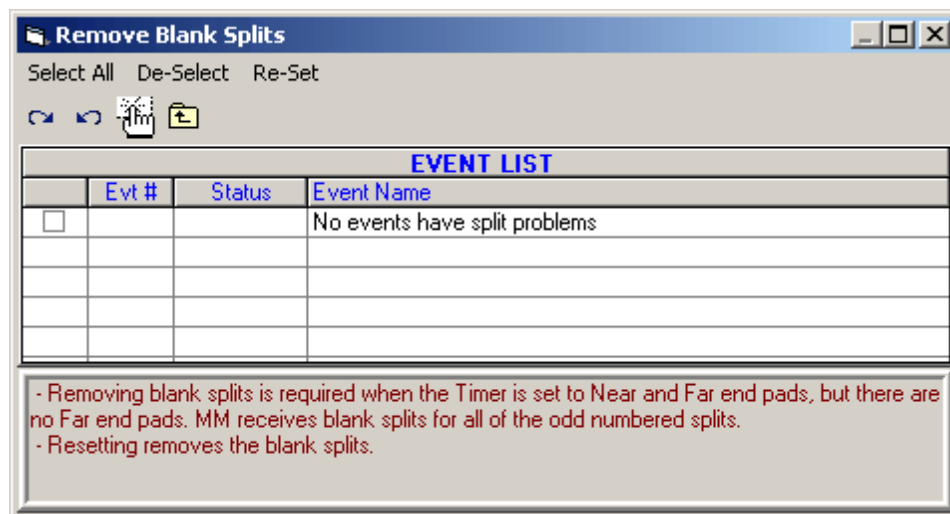 Remove Blank Splits
Select All De-Select Re-Set
EVENT LIST
Evt # Status Event Name
No events have split problems
- Removing blank splits is required when the Timer is set to Near and Far end pads, but there are
no Far end pads. MM receives blank splits for all of the odd numbered splits.
- Resetting removes the blank splits.